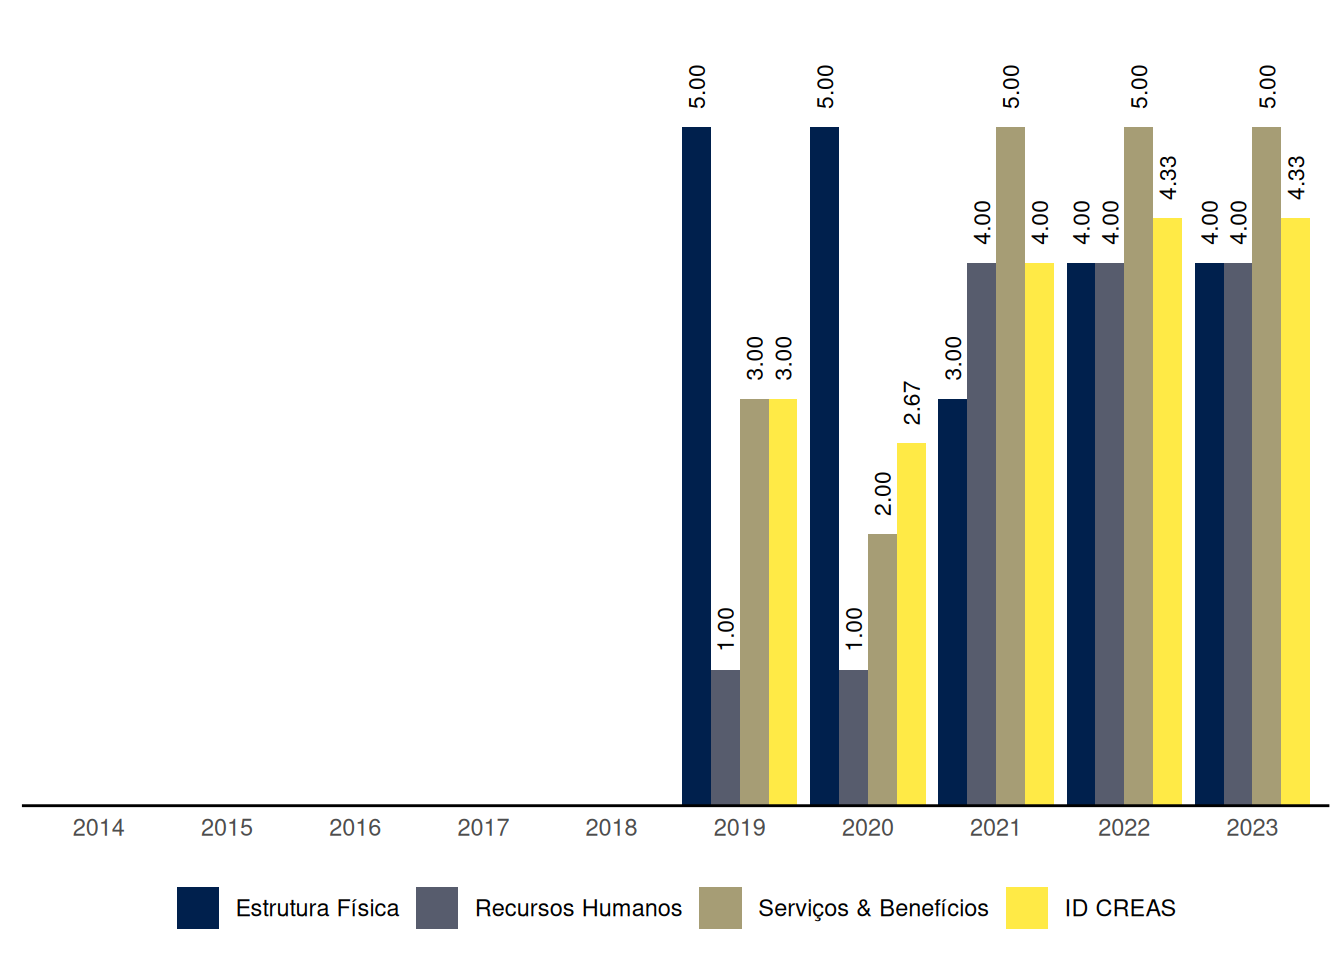 5.00 5.00 5.00 5.00 5.00
4.33 4.33
4.00 4.00 4.00 4.00 4.00 4.00
3.00 3.00 3.00
2.67
2.00
1.00 1.00
2014 2015 2016 2017 2018 2019 2020 2021 2022 2023
Estrutura Física Recursos Humanos Serviços & Benefícios ID CREAS